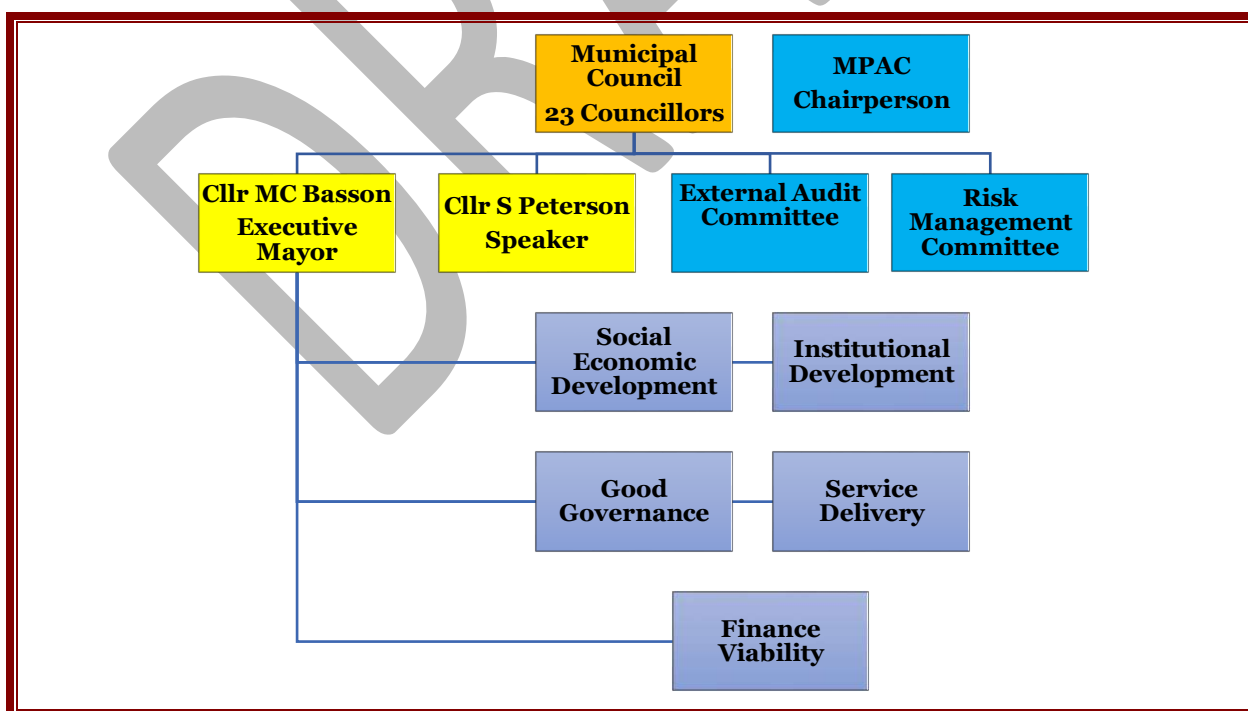 Municipal
Council
23 Councillors
MPAC
Chairperson
Cllr MC Basson
Executive
Mayor
Cllr S Peterson
Speaker
External Audit
Committee
Risk
Management
Committee
Social
Economic
Development
Institutional
Development
Good
Governance
Service
Delivery
Finance
Viability